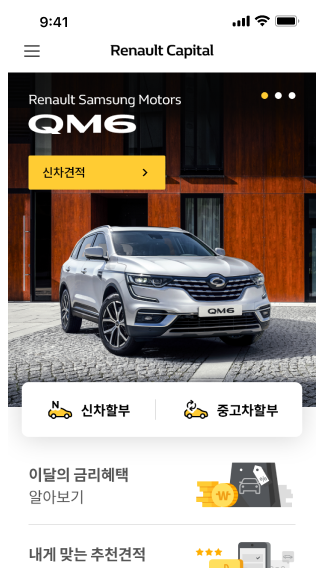 9:41
Renault Capital
Renault Samsung Motors
QM6
신차견적
QM6
신차할부
중고차할부
이달의 금리혜택
알아보기
내게 맞는 추천견적